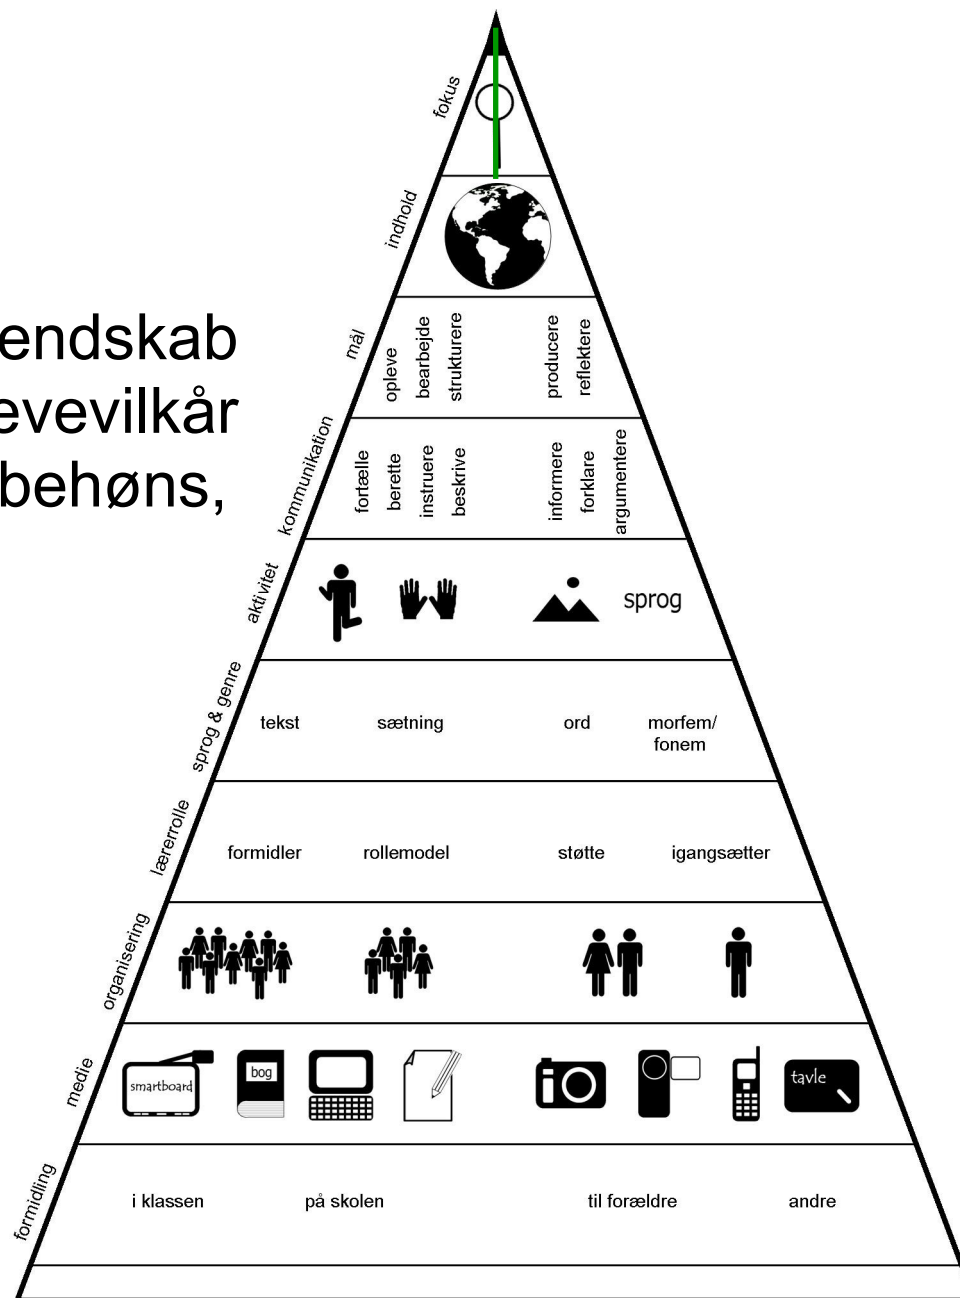 fokus
indhold
endskab
evevilkår
behøns,
mål
opleve
bearbejde
strukturere
producere
reflektere
kommunikation
fortælle
berette
instruere
beskrive
informere
forklare
argumentere
aktivitet
sprog
sprog & genre
tekst sætning ord morfem/
fonem
lærerrolle
formidler rollemodel støtte igangsætter
organisering
medie
smartboard
bog
tavle
formidling
i klassen på skolen til forældre andre